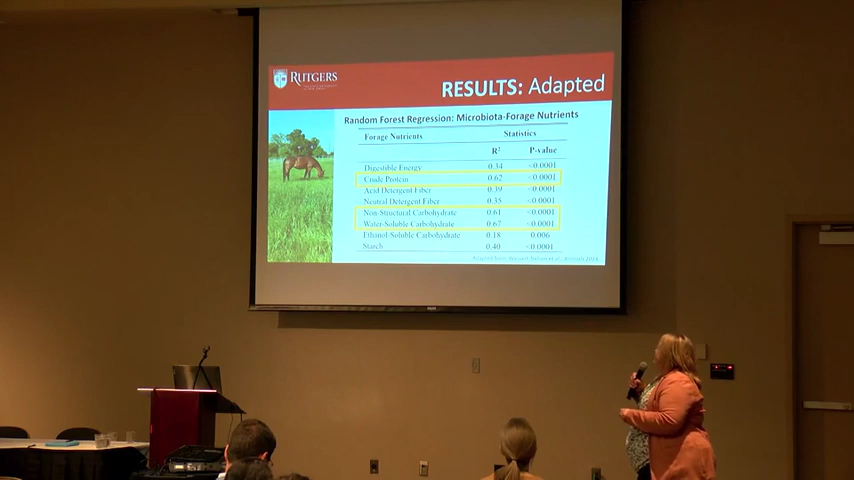 RUTGERS
RESULTS: Adapted
Random Forest Regression: Microbiota-Forage Nutrients
Forage Nutrients Statistics
R² P-value
Digestible Energy 0.34 <0.0001
Crude Protein 0.62 <0.0001
Acid Detergent Fiber 0.39 <0.0001
Neutral Detergent Fiber 0.35 <0.0001
Non-Structural Carbohydrate 0.61 <0.0001
Water-Soluble Carbohydrate 0.67 <0.0001
Ethanol-Soluble Carbohydrate 0.18 0.006
Starch 0.40 <0.0001
Adapted from